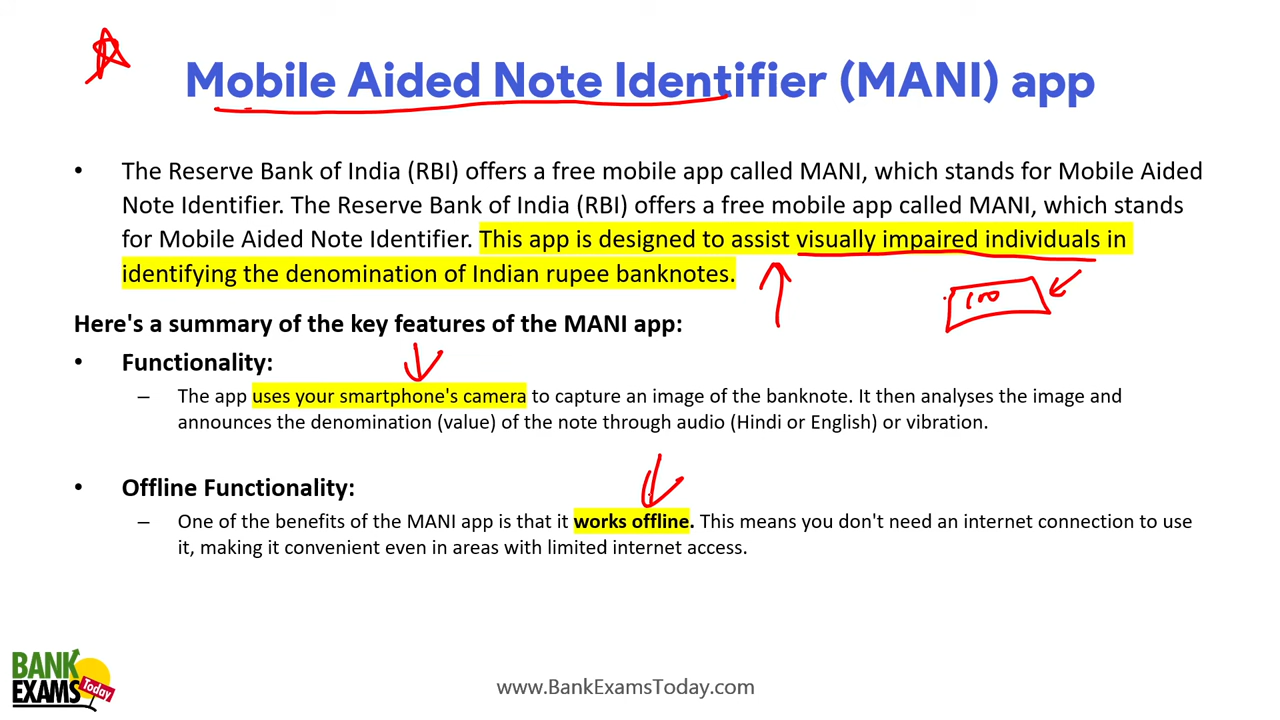 Mobile Aided Note Identifier (MANI) app
• The Reserve Bank of India (RBI) offers a free mobile app called MANI, which stands for Mobile Aided
Note Identifier. The Reserve Bank of India (RBI) offers a free mobile app called MANI, which stands
for Mobile Aided Note Identifier. This app is designed to assist visually impaired individuals in
identifying the denomination of Indian rupee banknotes.
100
Here's a summary of the key features of the MANI app:
• Functionality:
– The app uses your smartphone's camera to capture an image of the banknote. It then analyses the image and
announces the denomination (value) of the note through audio (Hindi or English) or vibration.
• Offline Functionality:
– One of the benefits of the MANI app is that it works offline. This means you don't need an internet connection to use
it, making it convenient even in areas with limited internet access.
BANK
EXAMS
Today
www.BankExamsToday.com